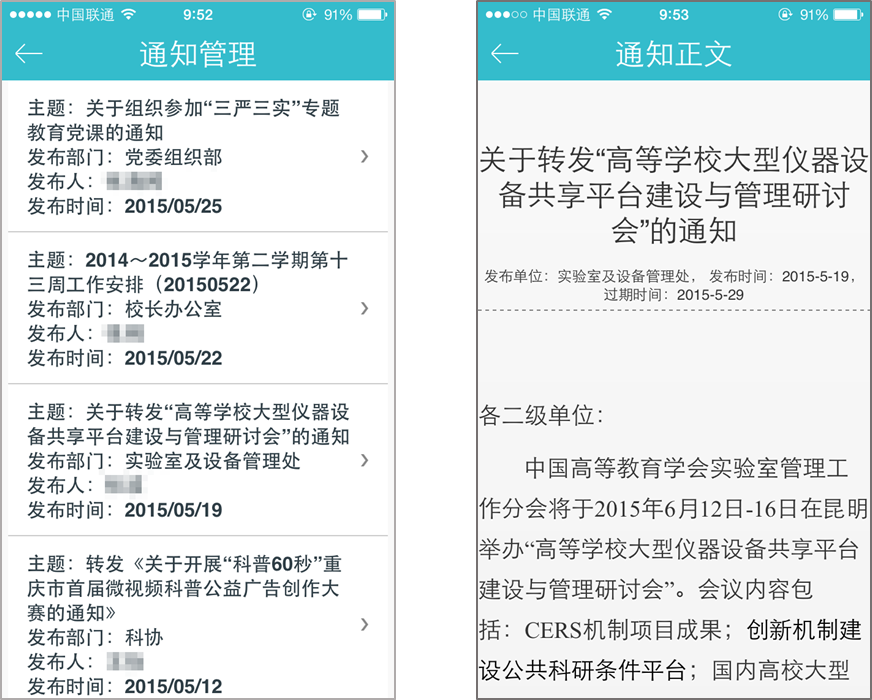 中国联通 9:52 91%
通知管理
主题：关于组织参加“三严三实”专题
教育党课的通知
发布部门：党委组织部
发布人：
发布时间：2015/05/25
主题：2014～2015学年第二学期第十
三周工作安排（20150522）
发布部门：校长办公室
发布人：
发布时间：2015/05/22
主题：关于转发“高等学校大型仪器设
备共享平台建设与管理研讨会”的通知
发布部门：实验室及设备管理处
发布人：
发布时间：2015/05/19
主题：转发《关于开展“科普60秒”重
庆市首届微视频科普公益广告创作大
赛的通知》
发布部门：科协
发布人：
发布时间：2015/05/12
中国联通 9:53 91%
通知正文
关于转发“高等学校大型仪器设
备共享平台建设与管理研讨
会”的通知
发布单位：实验室及设备管理处， 发布时间：2015-5-19，
过期时间：2015-5-29
各二级单位：
中国高等教育学会实验室管理工
作分会将于2015年6月12日-16日在昆明
举办“高等学校大型仪器设备共享平台
建设与管理研讨会”。会议内容包
括：CERS机制项目成果；创新机制建
设公共科研条件平台；国内高校大型